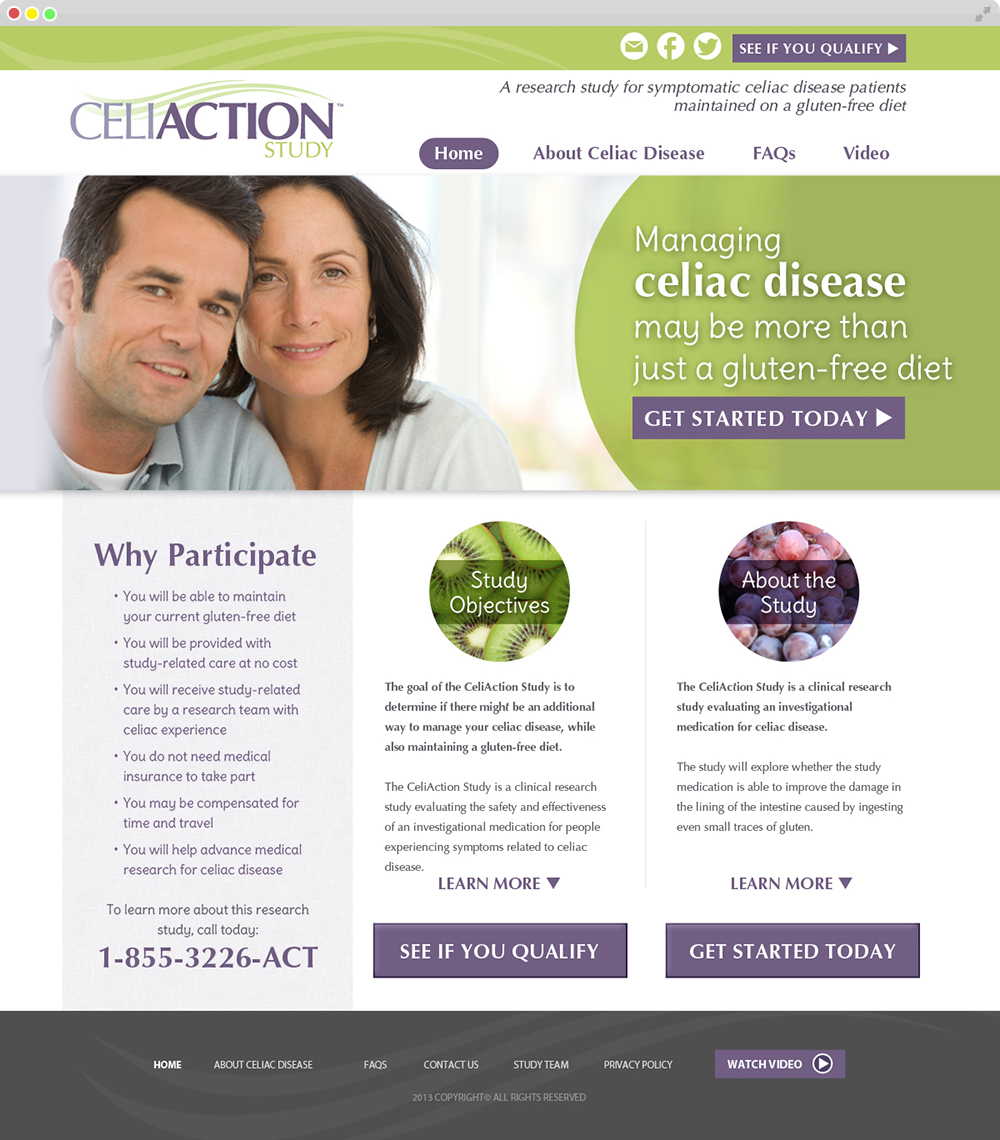 SEE IF YOU QUALIFY ▶
A research study for symptomatic celiac disease patients
maintained on a gluten-free diet
CELIACTION™
STUDY
Home About Celiac Disease FAQs Video
Managing
celiac disease
may be more than
just a gluten-free diet
GET STARTED TODAY ▶
Why Participate
• You will be able to maintain
your current gluten-free diet
• You will be provided with
study-related care at no cost
• You will receive study-related
care by a research team with
celiac experience
• You do not need medical
insurance to take part
• You may be compensated for
time and travel
• You will help advance medical
research for celiac disease
To learn more about this research
study, call today:
1-855-3226-ACT
Study
Objectives
The goal of the CeliAction Study is to
determine if there might be an additional
way to manage your celiac disease, while
also maintaining a gluten-free diet.
The CeliAction Study is a clinical research
study evaluating the safety and effectiveness
of an investigational medication for people
experiencing symptoms related to celiac
disease.
LEARN MORE ▼
SEE IF YOU QUALIFY
About the
Study
The CeliAction Study is a clinical research
study evaluating an investigational
medication for celiac disease.
The study will explore whether the study
medication is able to improve the damage in
the lining of the intestine caused by ingesting
even small traces of gluten.
LEARN MORE ▼
GET STARTED TODAY
HOME ABOUT CELIAC DISEASE FAQS CONTACT US STUDY TEAM PRIVACY POLICY WATCH VIDEO
2013 COPYRIGHT© ALL RIGHTS RESERVED